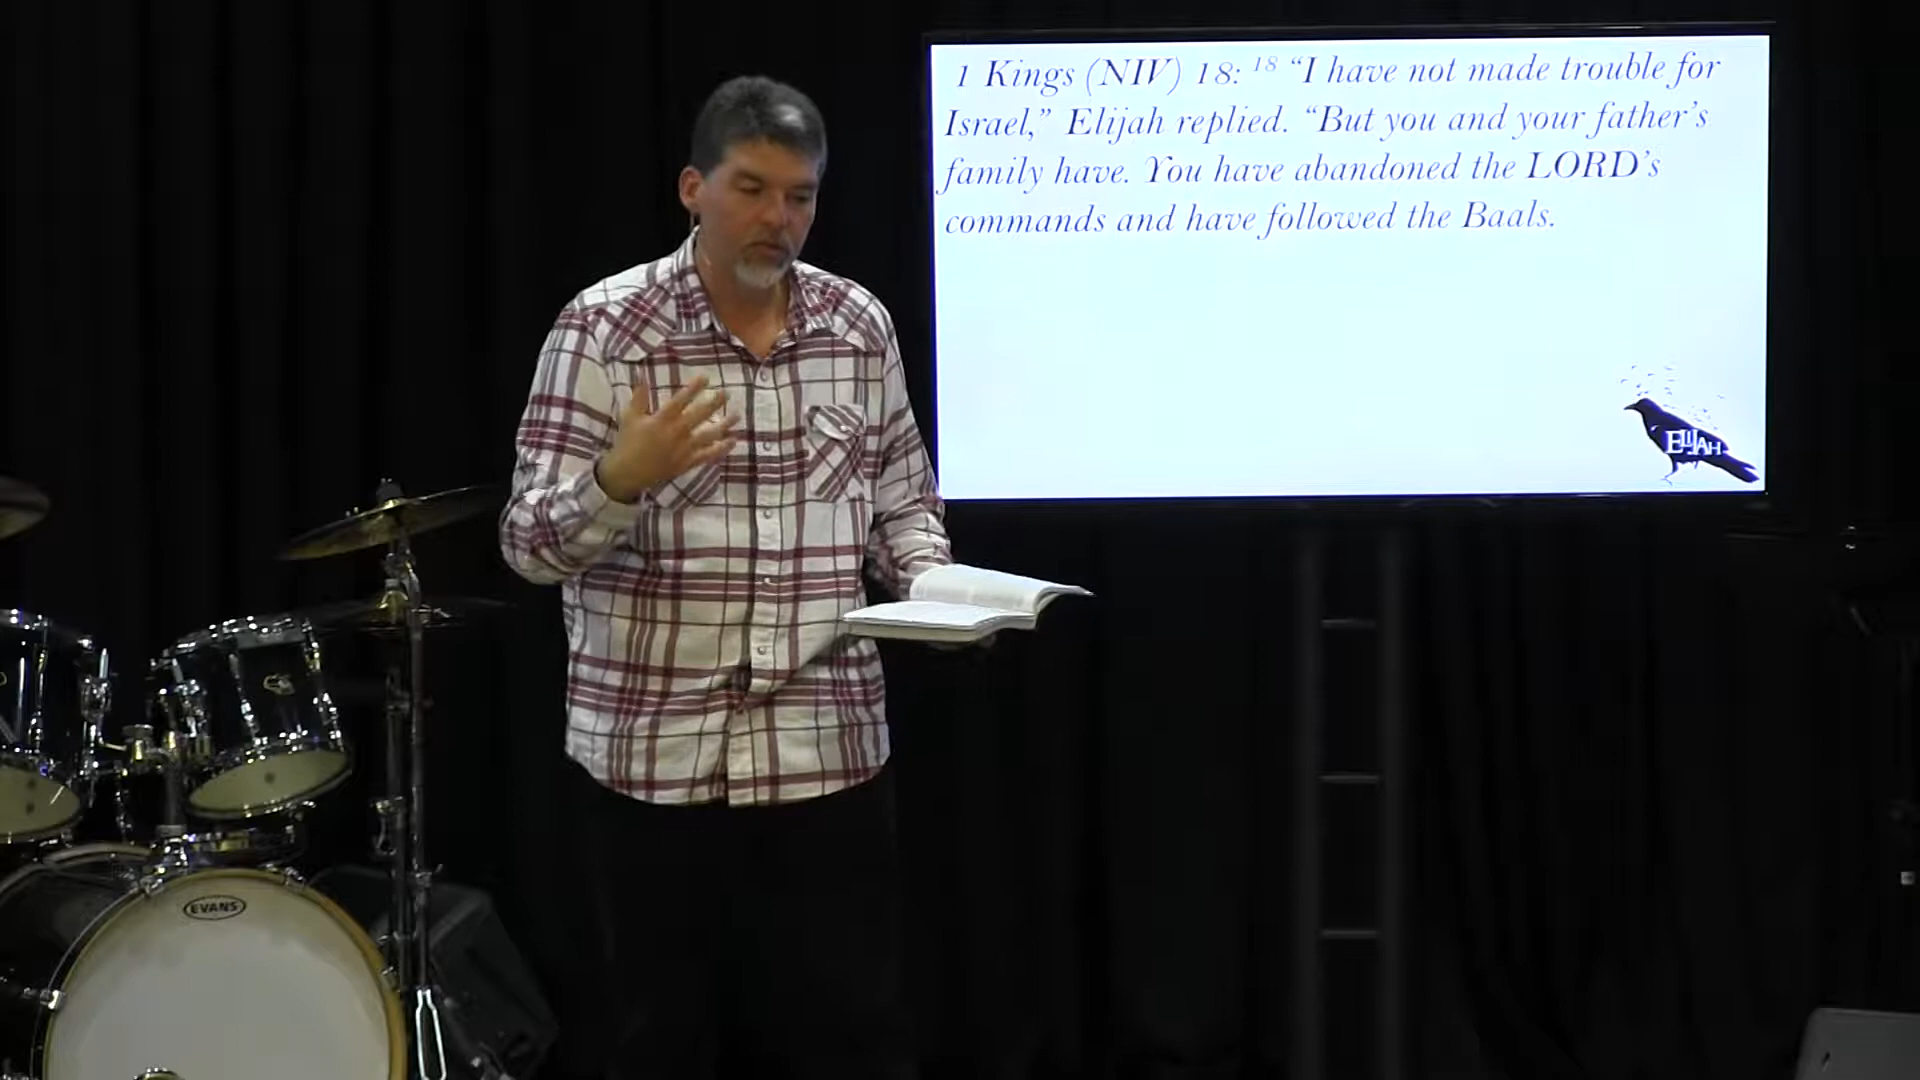 1 Kings (NIV) 18: 18 “I have not made trouble for
Israel,” Elijah replied. “But you and your father’s
family have. You have abandoned the LORD’s
commands and have followed the Baals.
ELIJAH
EVANS